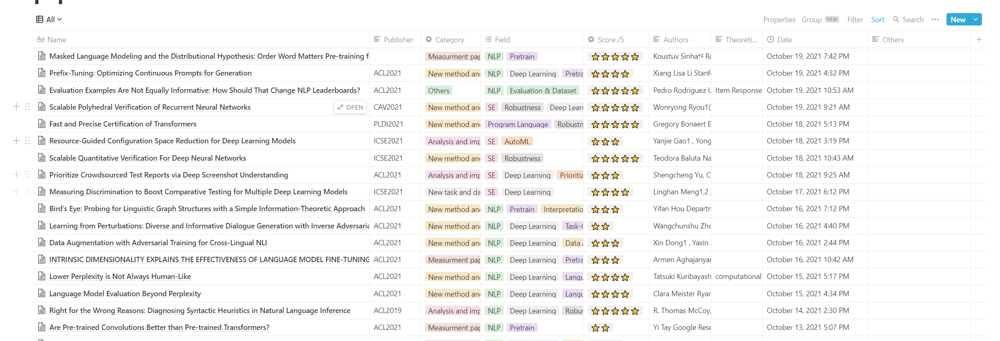 All
Properties Group NEW Filter Sort Search ••• New
Aa Name Publisher Category Field Score /5 Authors Theoreti... Date Others
Masked Language Modeling and the Distributional Hypothesis: Order Word Matters Pre-training f Measurment pap NLP Pretrain Koustuv Sinha†‡ Ro October 19, 2021 7:42 PM
Prefix-Tuning: Optimizing Continuous Prompts for Generation ACL2021 New method and NLP Deep Learning Pretra Xiang Lisa Li Stanf October 19, 2021 4:32 PM
Evaluation Examples Are Not Equally Informative: How Should That Change NLP Leaderboards? ACL2021 Others NLP Evaluation & Dataset Pedro Rodriguez U Item Response October 19, 2021 10:53 AM
Scalable Polyhedral Verification of Recurrent Neural Networks OPEN CAV2021 New method and SE Robustness Deep Lear Wonryong Ryou1( October 19, 2021 9:21 AM
Fast and Precise Certification of Transformers PLDI2021 New method and Program Language Robustn Gregory Bonaert E October 18, 2021 5:13 PM
Resource-Guided Configuration Space Reduction for Deep Learning Models ICSE2021 Analysis and imp SE AutoML Yanjie Gao1 , Yong October 18, 2021 3:19 PM
Scalable Quantitative Verification For Deep Neural Networks ICSE2021 New method and SE Robustness Teodora Baluta Na October 18, 2021 10:43 AM
Prioritize Crowdsourced Test Reports via Deep Screenshot Understanding ACL2021 Analysis and imp SE Deep Learning Prioritiz Shengcheng Yu, C October 18, 2021 9:25 AM
Measuring Discrimination to Boost Comparative Testing for Multiple Deep Learning Models ICSE2021 New task and da SE Deep Learning Linghan Meng1,2 , October 17, 2021 6:12 PM
Bird's Eye: Probing for Linguistic Graph Structures with a Simple Information-Theoretic Approach ACL2021 New method and NLP Pretrain Interpretatio Yifan Hou Departn October 16, 2021 7:12 PM
Learning from Perturbations: Diverse and Informative Dialogue Generation with Inverse Adversaria ACL2021 New method and NLP Deep Learning Task- Wangchunshu Zho October 16, 2021 4:40 PM
Data Augmentation with Adversarial Training for Cross-Lingual NLI ACL2021 New method and NLP Deep Learning Data Xin Dong1 , Yaxin October 16, 2021 2:44 PM
INTRINSIC DIMENSIONALITY EXPLAINS THE EFFECTIVENESS OF LANGUAGE MODEL FINE-TUNING ACL2021 Measurment pap NLP Deep Learning Pretra Armen Aghajanyan October 16, 2021 10:42 AM
Lower Perplexity is Not Always Human-Like ACL2021 New method and NLP Deep Learning Langu Tatsuki Kuribayash computational October 15, 2021 5:17 PM
Language Model Evaluation Beyond Perplexity ACL2021 New method and NLP Deep Learning Langu Clara Meister Ryan October 15, 2021 4:34 PM
Right for the Wrong Reasons: Diagnosing Syntactic Heuristics in Natural Language Inference ACL2019 Analysis and imp NLP Deep Learning Robus R. Thomas McCoy, October 14, 2021 2:30 PM
Are Pre-trained Convolutions Better than Pre-trained Transformers? ACL2021 Measurment pap NLP Pretrain Yi Tay Google Rese October 13, 2021 5:07 PM